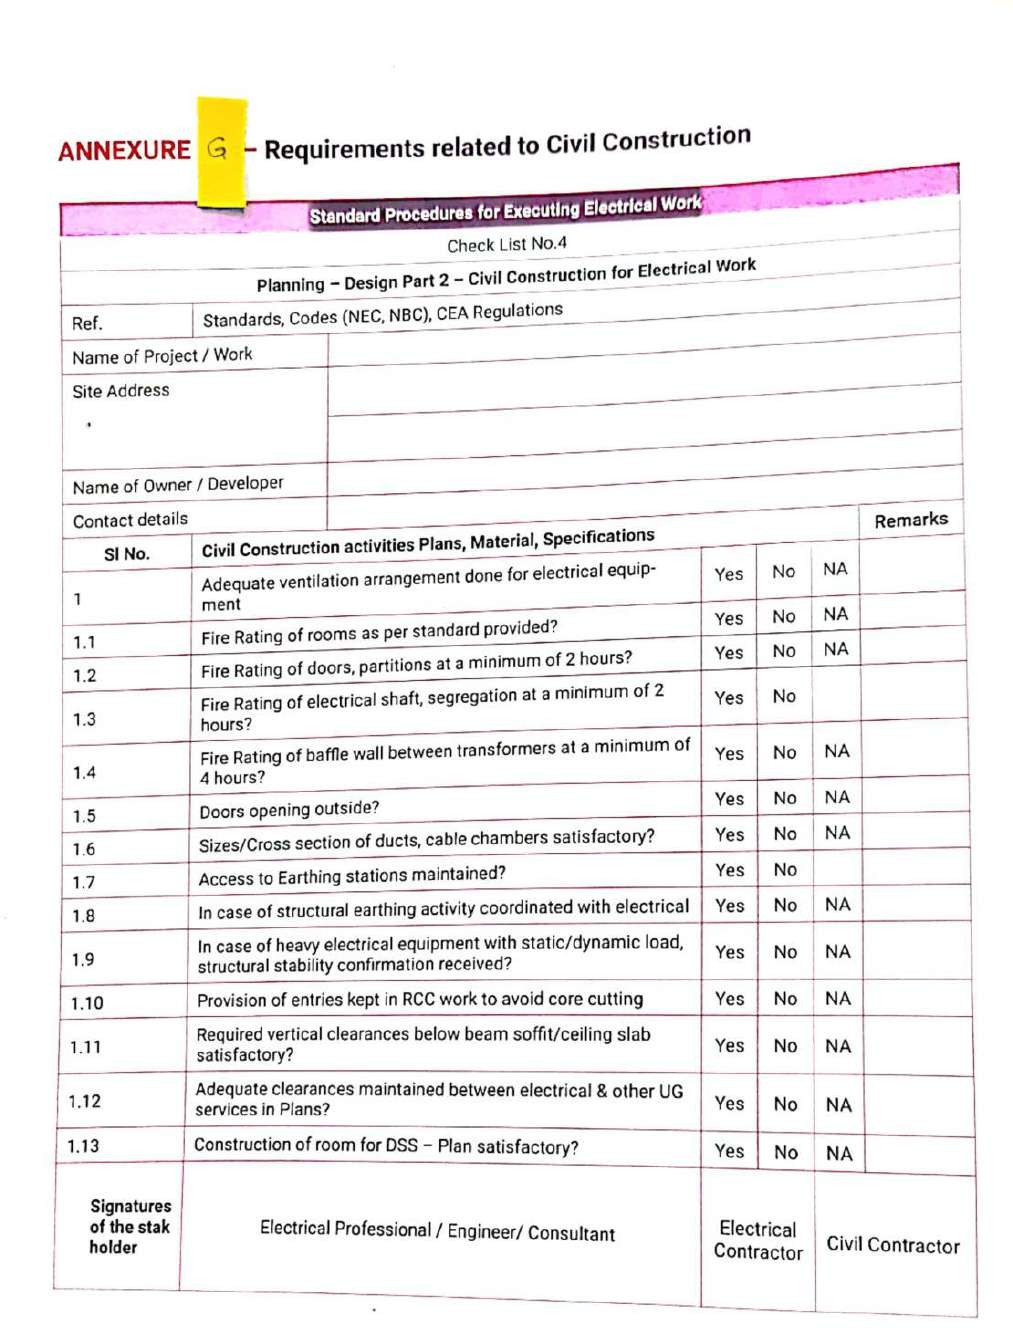 ANNEXURE G – Requirements related to Civil Construction
Standard Procedures for Executing Electrical Work
Check List No.4
Planning – Design Part 2 – Civil Construction for Electrical Work
Ref. Standards, Codes (NEC, NBC), CEA Regulations
Name of Project / Work
Site Address
Name of Owner / Developer
Contact details
Remarks
SI No. Civil Construction activities Plans, Material, Specifications
1 Adequate ventilation arrangement done for electrical equip- Yes No NA
ment
1.1 Fire Rating of rooms as per standard provided? Yes No NA
1.2 Fire Rating of doors, partitions at a minimum of 2 hours? Yes No NA
1.3 Fire Rating of electrical shaft, segregation at a minimum of 2 Yes No
hours?
1.4 Fire Rating of baffle wall between transformers at a minimum of Yes No NA
4 hours?
1.5 Doors opening outside? Yes No NA
1.6 Sizes/Cross section of ducts, cable chambers satisfactory? Yes No NA
1.7 Access to Earthing stations maintained? Yes No
1.8 In case of structural earthing activity coordinated with electrical Yes No NA
1.9 In case of heavy electrical equipment with static/dynamic load, Yes No NA
structural stability confirmation received?
1.10 Provision of entries kept in RCC work to avoid core cutting Yes No NA
1.11 Required vertical clearances below beam soffit/ceiling slab Yes No NA
satisfactory?
1.12 Adequate clearances maintained between electrical & other UG Yes No NA
services in Plans?
1.13 Construction of room for DSS – Plan satisfactory? Yes No NA
Signatures
of the stak
holder
Electrical Professional / Engineer/ Consultant
Electrical
Contractor
Civil Contractor